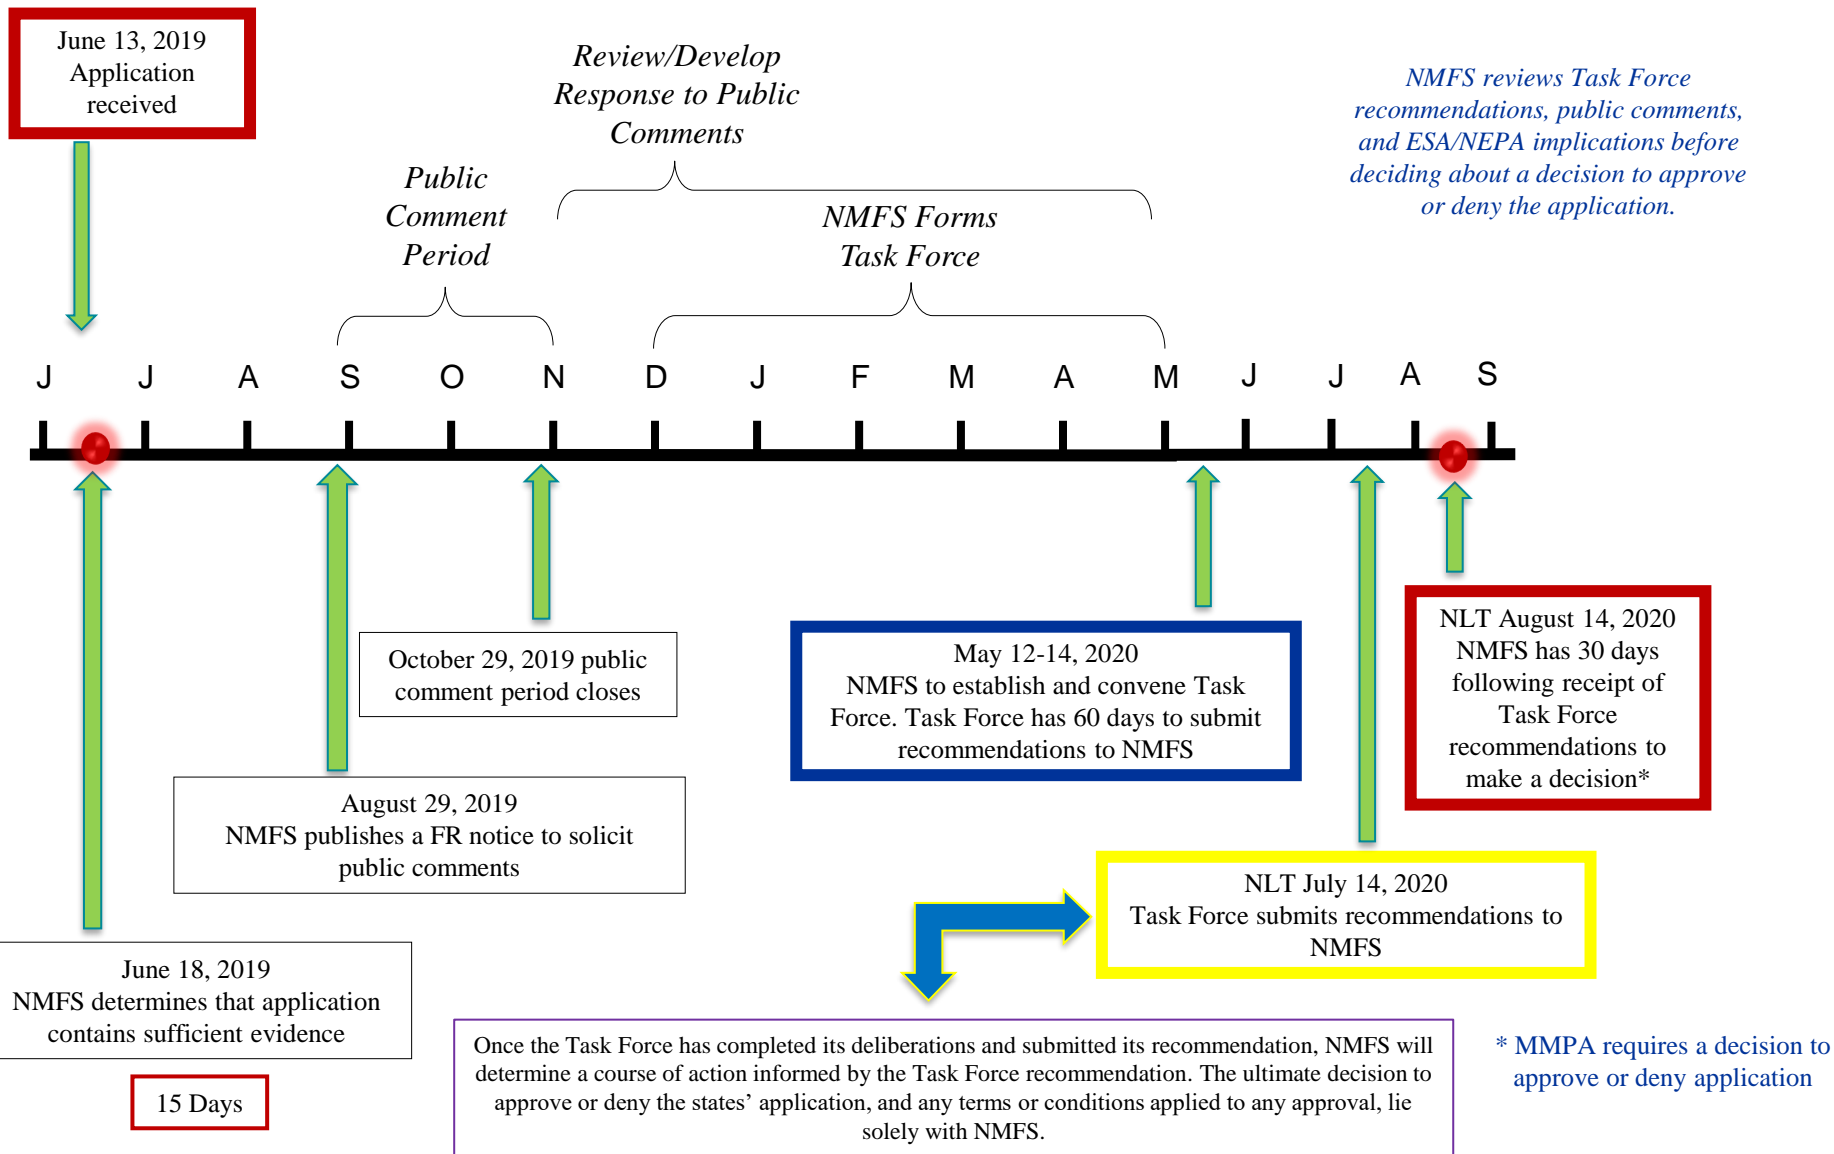 June 13, 2019
Application
received
Review/Develop
Response to Public
Comments
NMFS reviews Task Force
recommendations, public comments,
and ESA/NEPA implications before
deciding about a decision to approve
or deny the application.
Public
Comment
Period
NMFS Forms
Task Force
J J A S O N D J F M A M J J A S
October 29, 2019 public
comment period closes
August 29, 2019
NMFS publishes a FR notice to solicit
public comments
June 18, 2019
NMFS determines that application
contains sufficient evidence
15 Days
May 12-14, 2020
NMFS to establish and convene Task
Force. Task Force has 60 days to submit
recommendations to NMFS
NLT August 14, 2020
NMFS has 30 days
following receipt of
Task Force
recommendations to
make a decision*
NLT July 14, 2020
Task Force submits recommendations to
NMFS
Once the Task Force has completed its deliberations and submitted its recommendation, NMFS will
determine a course of action informed by the Task Force recommendation. The ultimate decision to
approve or deny the states’ application, and any terms or conditions applied to any approval, lie
solely with NMFS.
* MMPA requires a decision to
approve or deny application